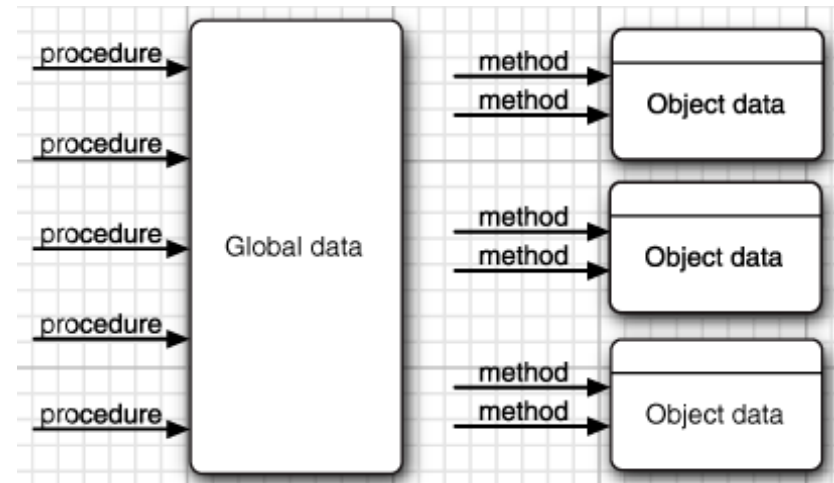 procedure
procedure
procedure
procedure
procedure
Global data
method
method
Object data
method
method
Object data
method
method
Object data